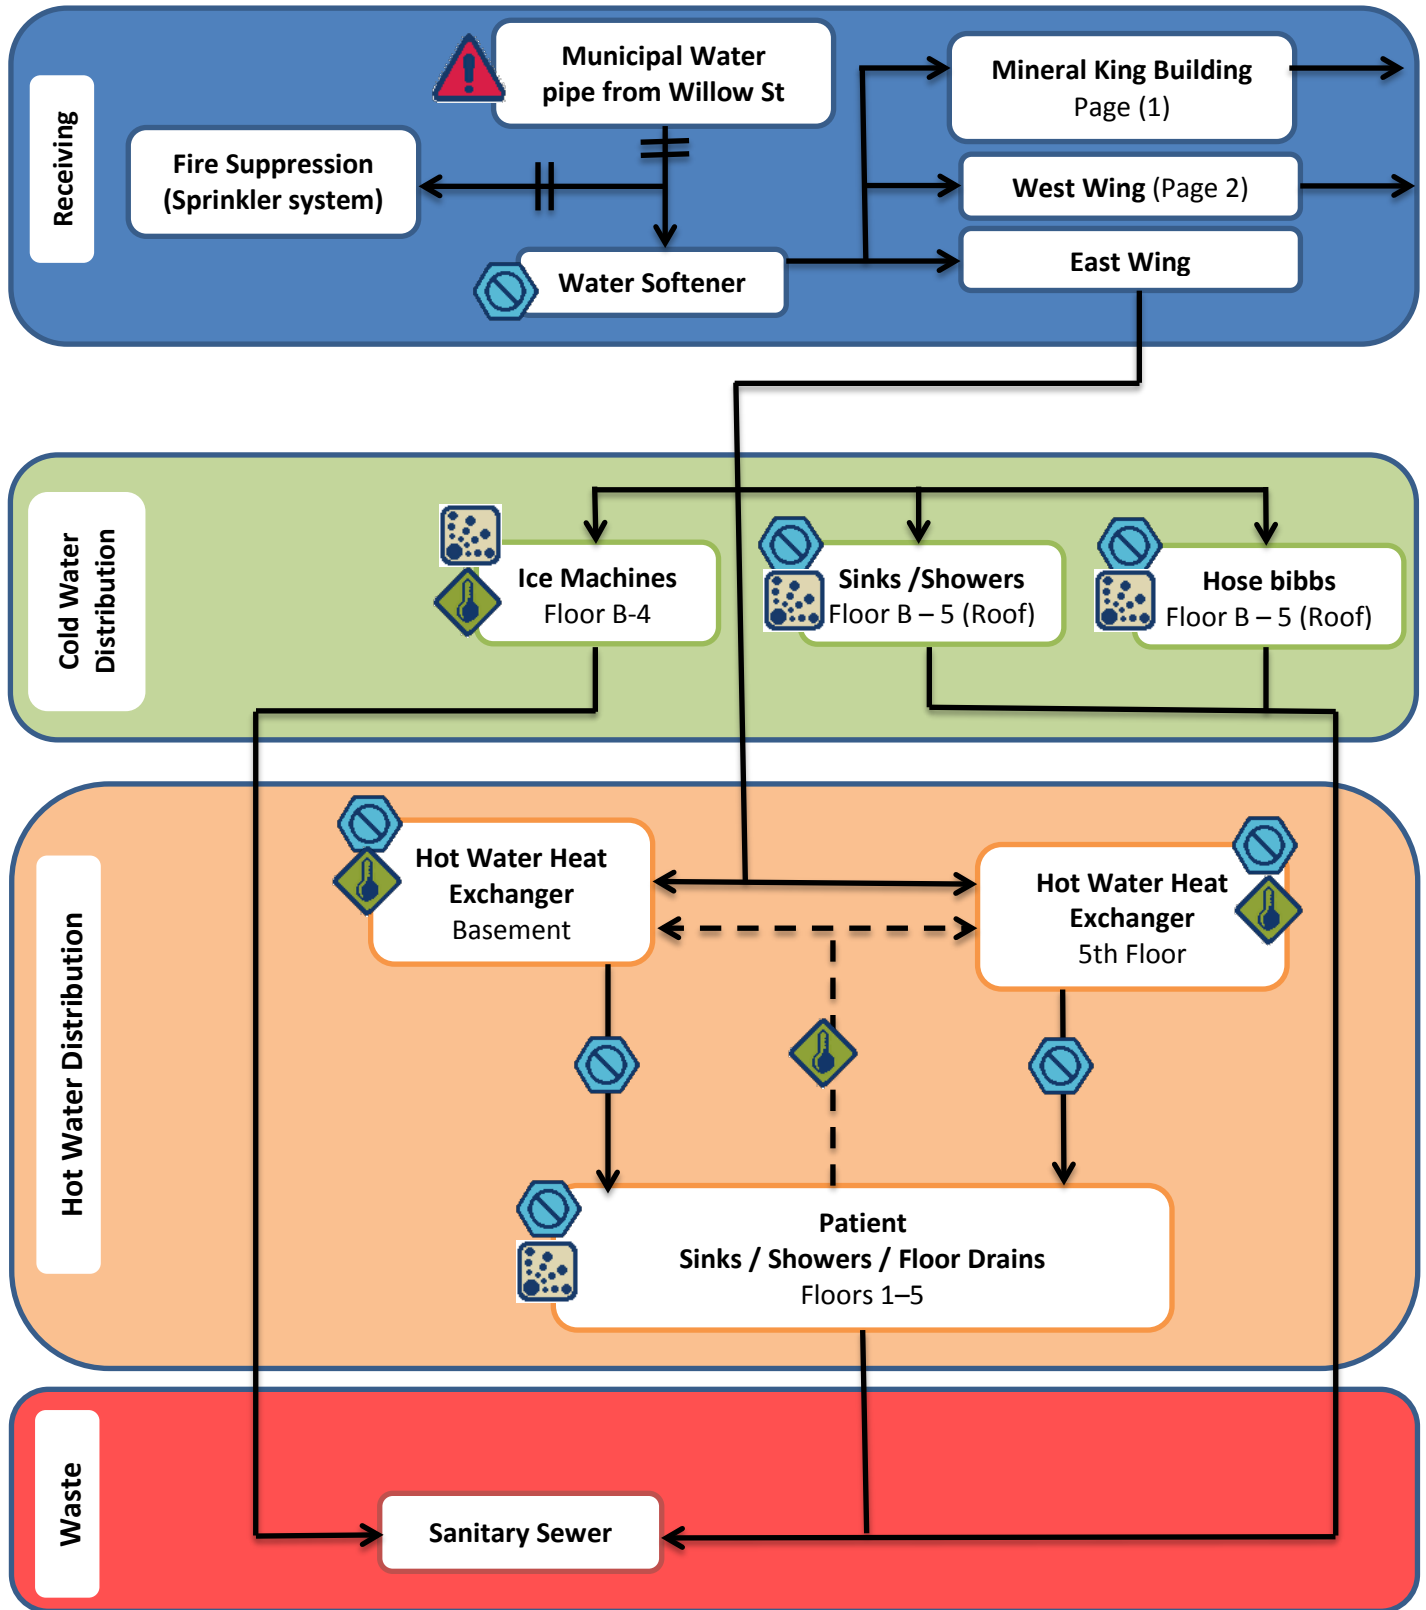 Receiving
Municipal Water
pipe from Willow St
Mineral King Building
Page (1)
Fire Suppression
(Sprinkler system)
West Wing (Page 2)
East Wing
Water Softener
Cold Water
Distribution
Ice Machines
Floor B-4
Sinks /Showers
Floor B – 5 (Roof)
Hose bibbs
Floor B – 5 (Roof)
Hot Water Distribution
Hot Water Heat
Exchanger
Basement
Hot Water Heat
Exchanger
5th Floor
Patient
Sinks / Showers / Floor Drains
Floors 1–5
Waste
Sanitary Sewer